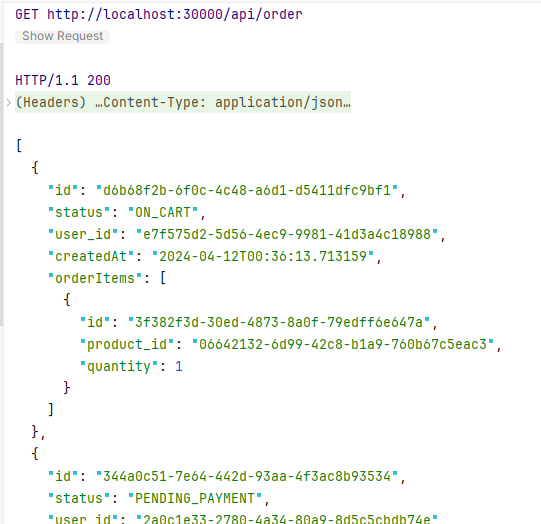 GET http://localhost:30000/api/order
Show Request
HTTP/1.1 200
(Headers) …Content-Type: application/json…
[
  {
    "id": "d6b68f2b-6f0c-4c48-a6d1-d5411dfc9bf1",
    "status": "ON_CART",
    "user_id": "e7f575d2-5d56-4ec9-9981-41d3a4c18988",
    "createdAt": "2024-04-12T00:36:13.713159",
    "orderItems": [
      {
        "id": "3f382f3d-30ed-4873-8a0f-79edff6e647a",
        "product_id": "06642132-6d99-42c8-b1a9-760b67c5eac3",
        "quantity": 1
      }
    ]
  },
  {
    "id": "344a0c51-7e64-442d-93aa-4f3ac8b93534",
    "status": "PENDING_PAYMENT",
    "user_id": "2a0c1e33-2780-4a34-80a9-8d5c5cbdb74e"